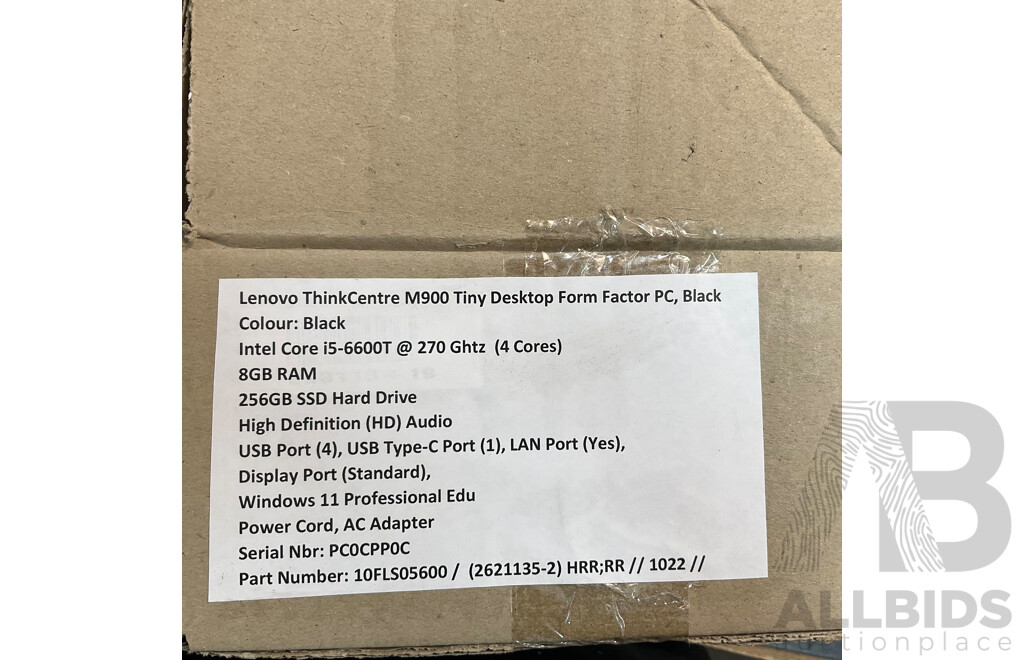 Lenovo ThinkCentre M900 Tiny Desktop Form Factor PC, Black
Colour: Black
Intel Core i5-6600T @ 270 Ghtz (4 Cores)
8GB RAM
256GB SSD Hard Drive
High Definition (HD) Audio
USB Port (4), USB Type-C Port (1), LAN Port (Yes),
Display Port (Standard),
Windows 11 Professional Edu
Power Cord, AC Adapter
Serial Nbr: PC0CPP0C
Part Number: 10FLS05600 / (2621135-2) HRR;RR // 1022 //
AB
ALLBIDS
auctionplace